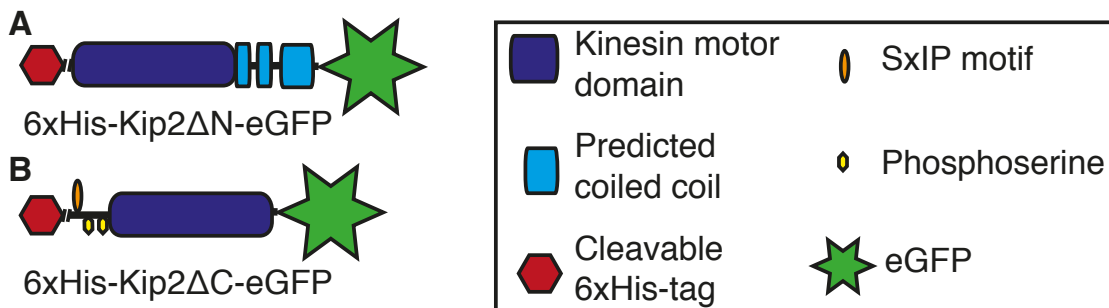 A
6xHis-Kip2ΔN-eGFP
B
6xHis-Kip2ΔC-eGFP
Kinesin motor
domain
Predicted
coiled coil
Cleavable
6xHis-tag
SxIP motif
Phosphoserine
eGFP